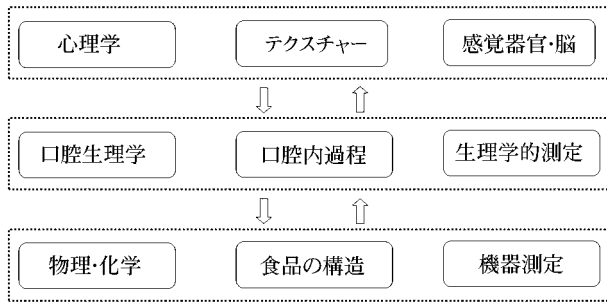 心理学
テクスチャー
感覚器官・脳
口腔生理学
口腔内過程
生理学的測定
物理・化学
食品の構造
機器測定